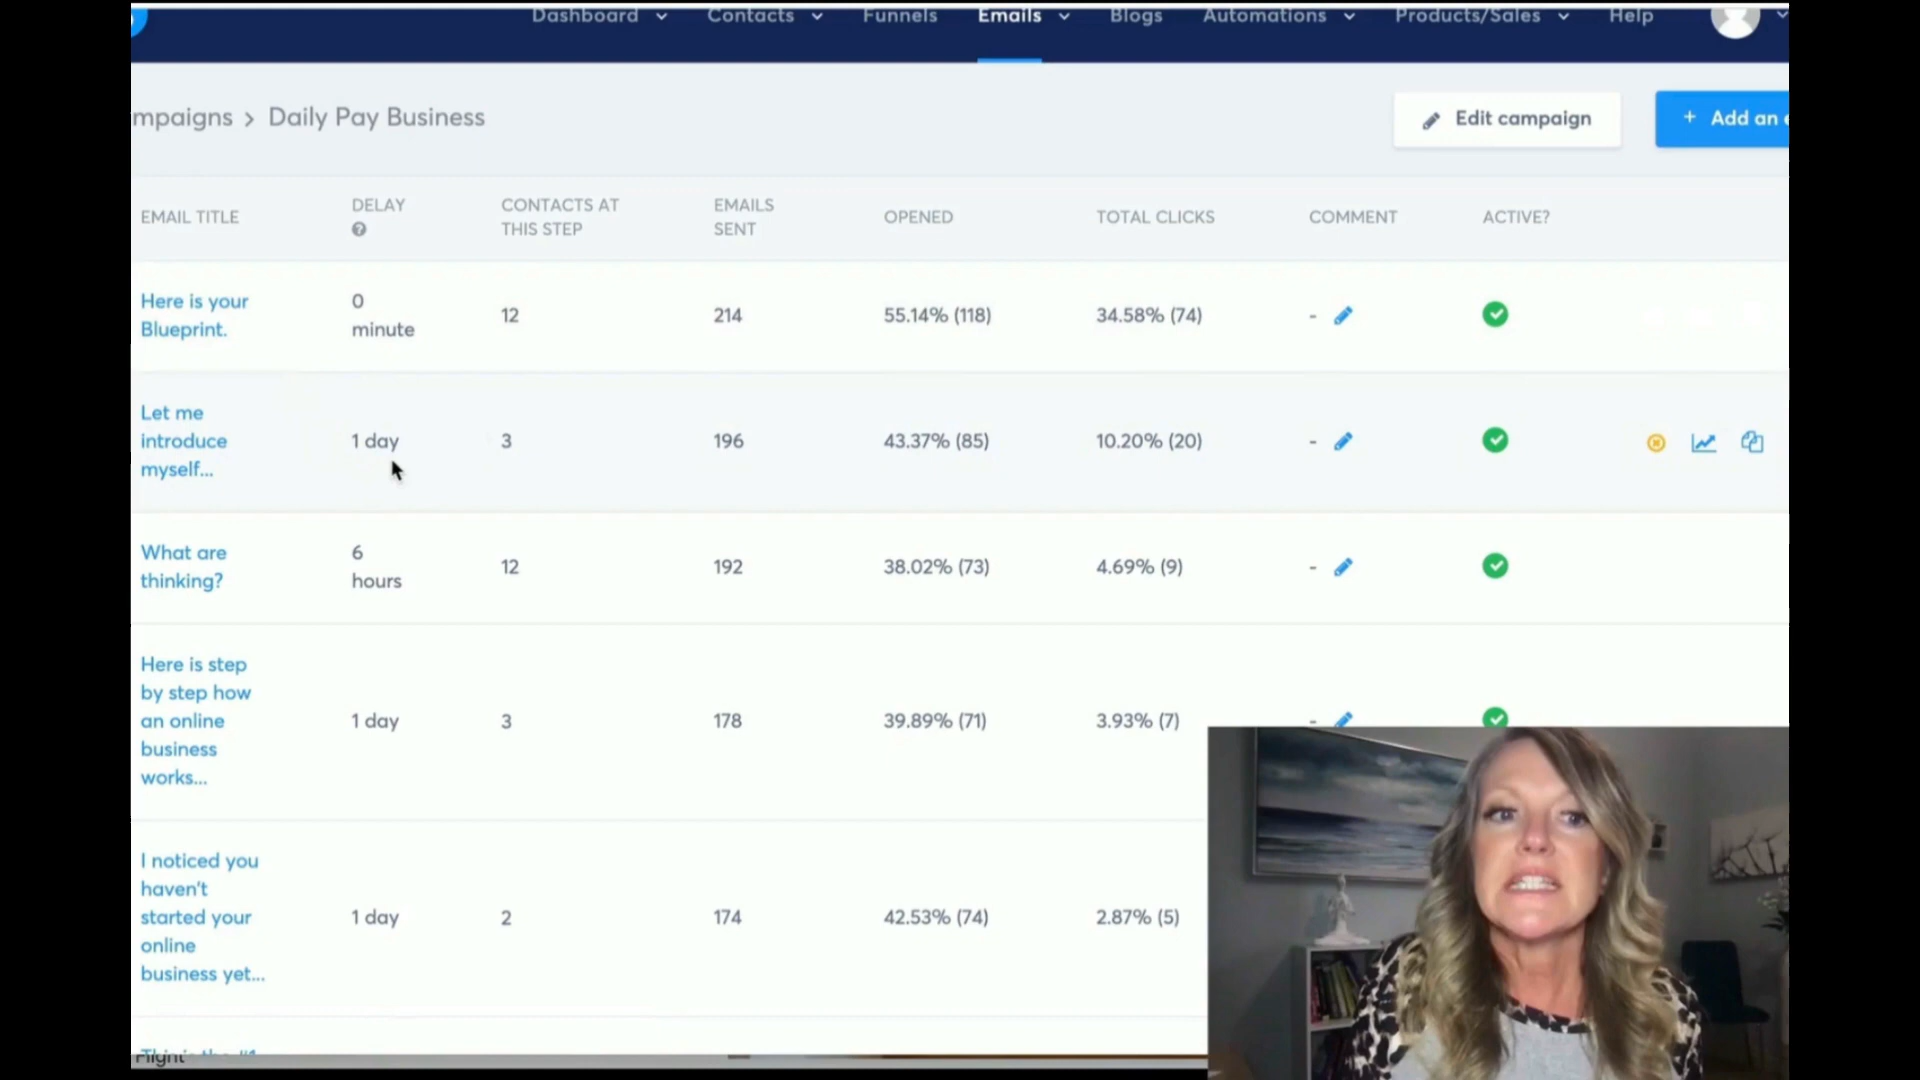 Dashboard Contacts Funnels Emails Blogs Automations Products/Sales Help
mpaigns > Daily Pay Business
Edit campaign
+ Add an e
EMAIL TITLE
DELAY
CONTACTS AT
THIS STEP
EMAILS
SENT
OPENED
TOTAL CLICKS
COMMENT
ACTIVE?
Here is your
Blueprint.
0
minute
12
214
55.14% (118)
34.58% (74)
-
Let me
introduce
myself...
1 day
3
196
43.37% (85)
10.20% (20)
-
What are
thinking?
6
hours
12
192
38.02% (73)
4.69% (9)
-
Here is step
by step how
an online
business
works...
1 day
3
178
39.89% (71)
3.93% (7)
-
I noticed you
haven't
started your
online
business yet...
1 day
2
174
42.53% (74)
2.87% (5)
This is the #1
Flight